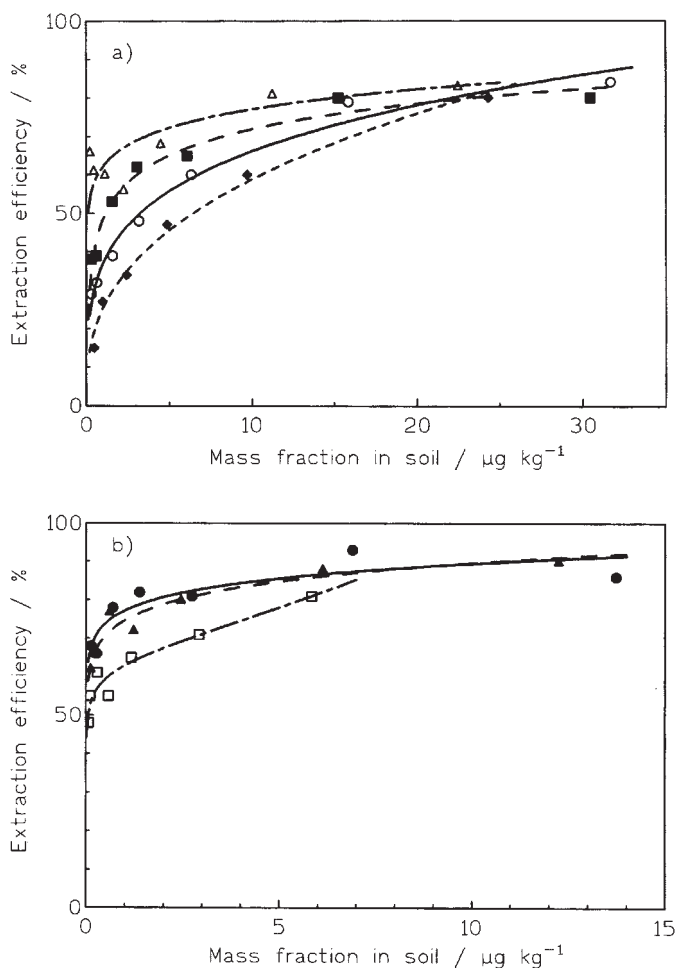 a)
100
50
0
Extraction efficiency / %
0 10 20 30
Mass fraction in soil / µg kg⁻¹
b)
100
50
0
Extraction efficiency / %
0 5 10 15
Mass fraction in soil / µg kg⁻¹